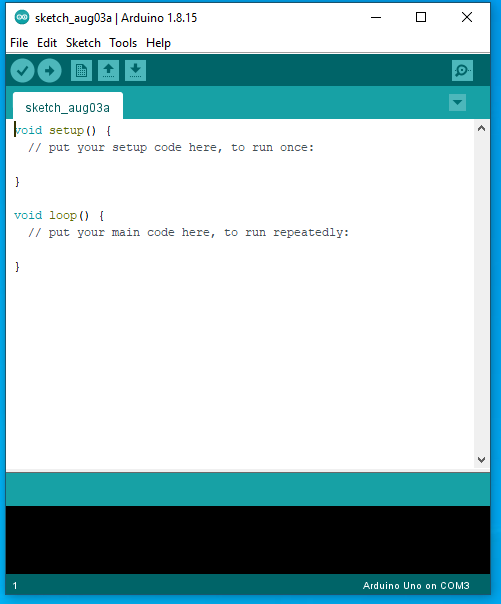 sketch_aug03a | Arduino 1.8.15
File Edit Sketch Tools Help
sketch_aug03a
void setup() {
  // put your setup code here, to run once:
}
void loop() {
  // put your main code here, to run repeatedly:
}
1 Arduino Uno on COM3